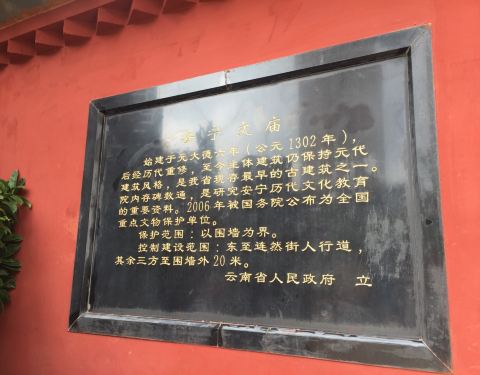 安宁文庙
始建于元大德六年（公元1302年），
后经历代重修，至今主体建筑仍保持元代
建筑风格，是我省现存最早的古建筑之一。
院内存碑数通，是研究安宁历代文化教育
的重要资料。2006年被国务院公布为全国
重点文物保护单位。
保护范围：以围墙为界。
控制建设范围：东至连然街人行道，
其余三方至围墙外20米。
云南省人民政府 立